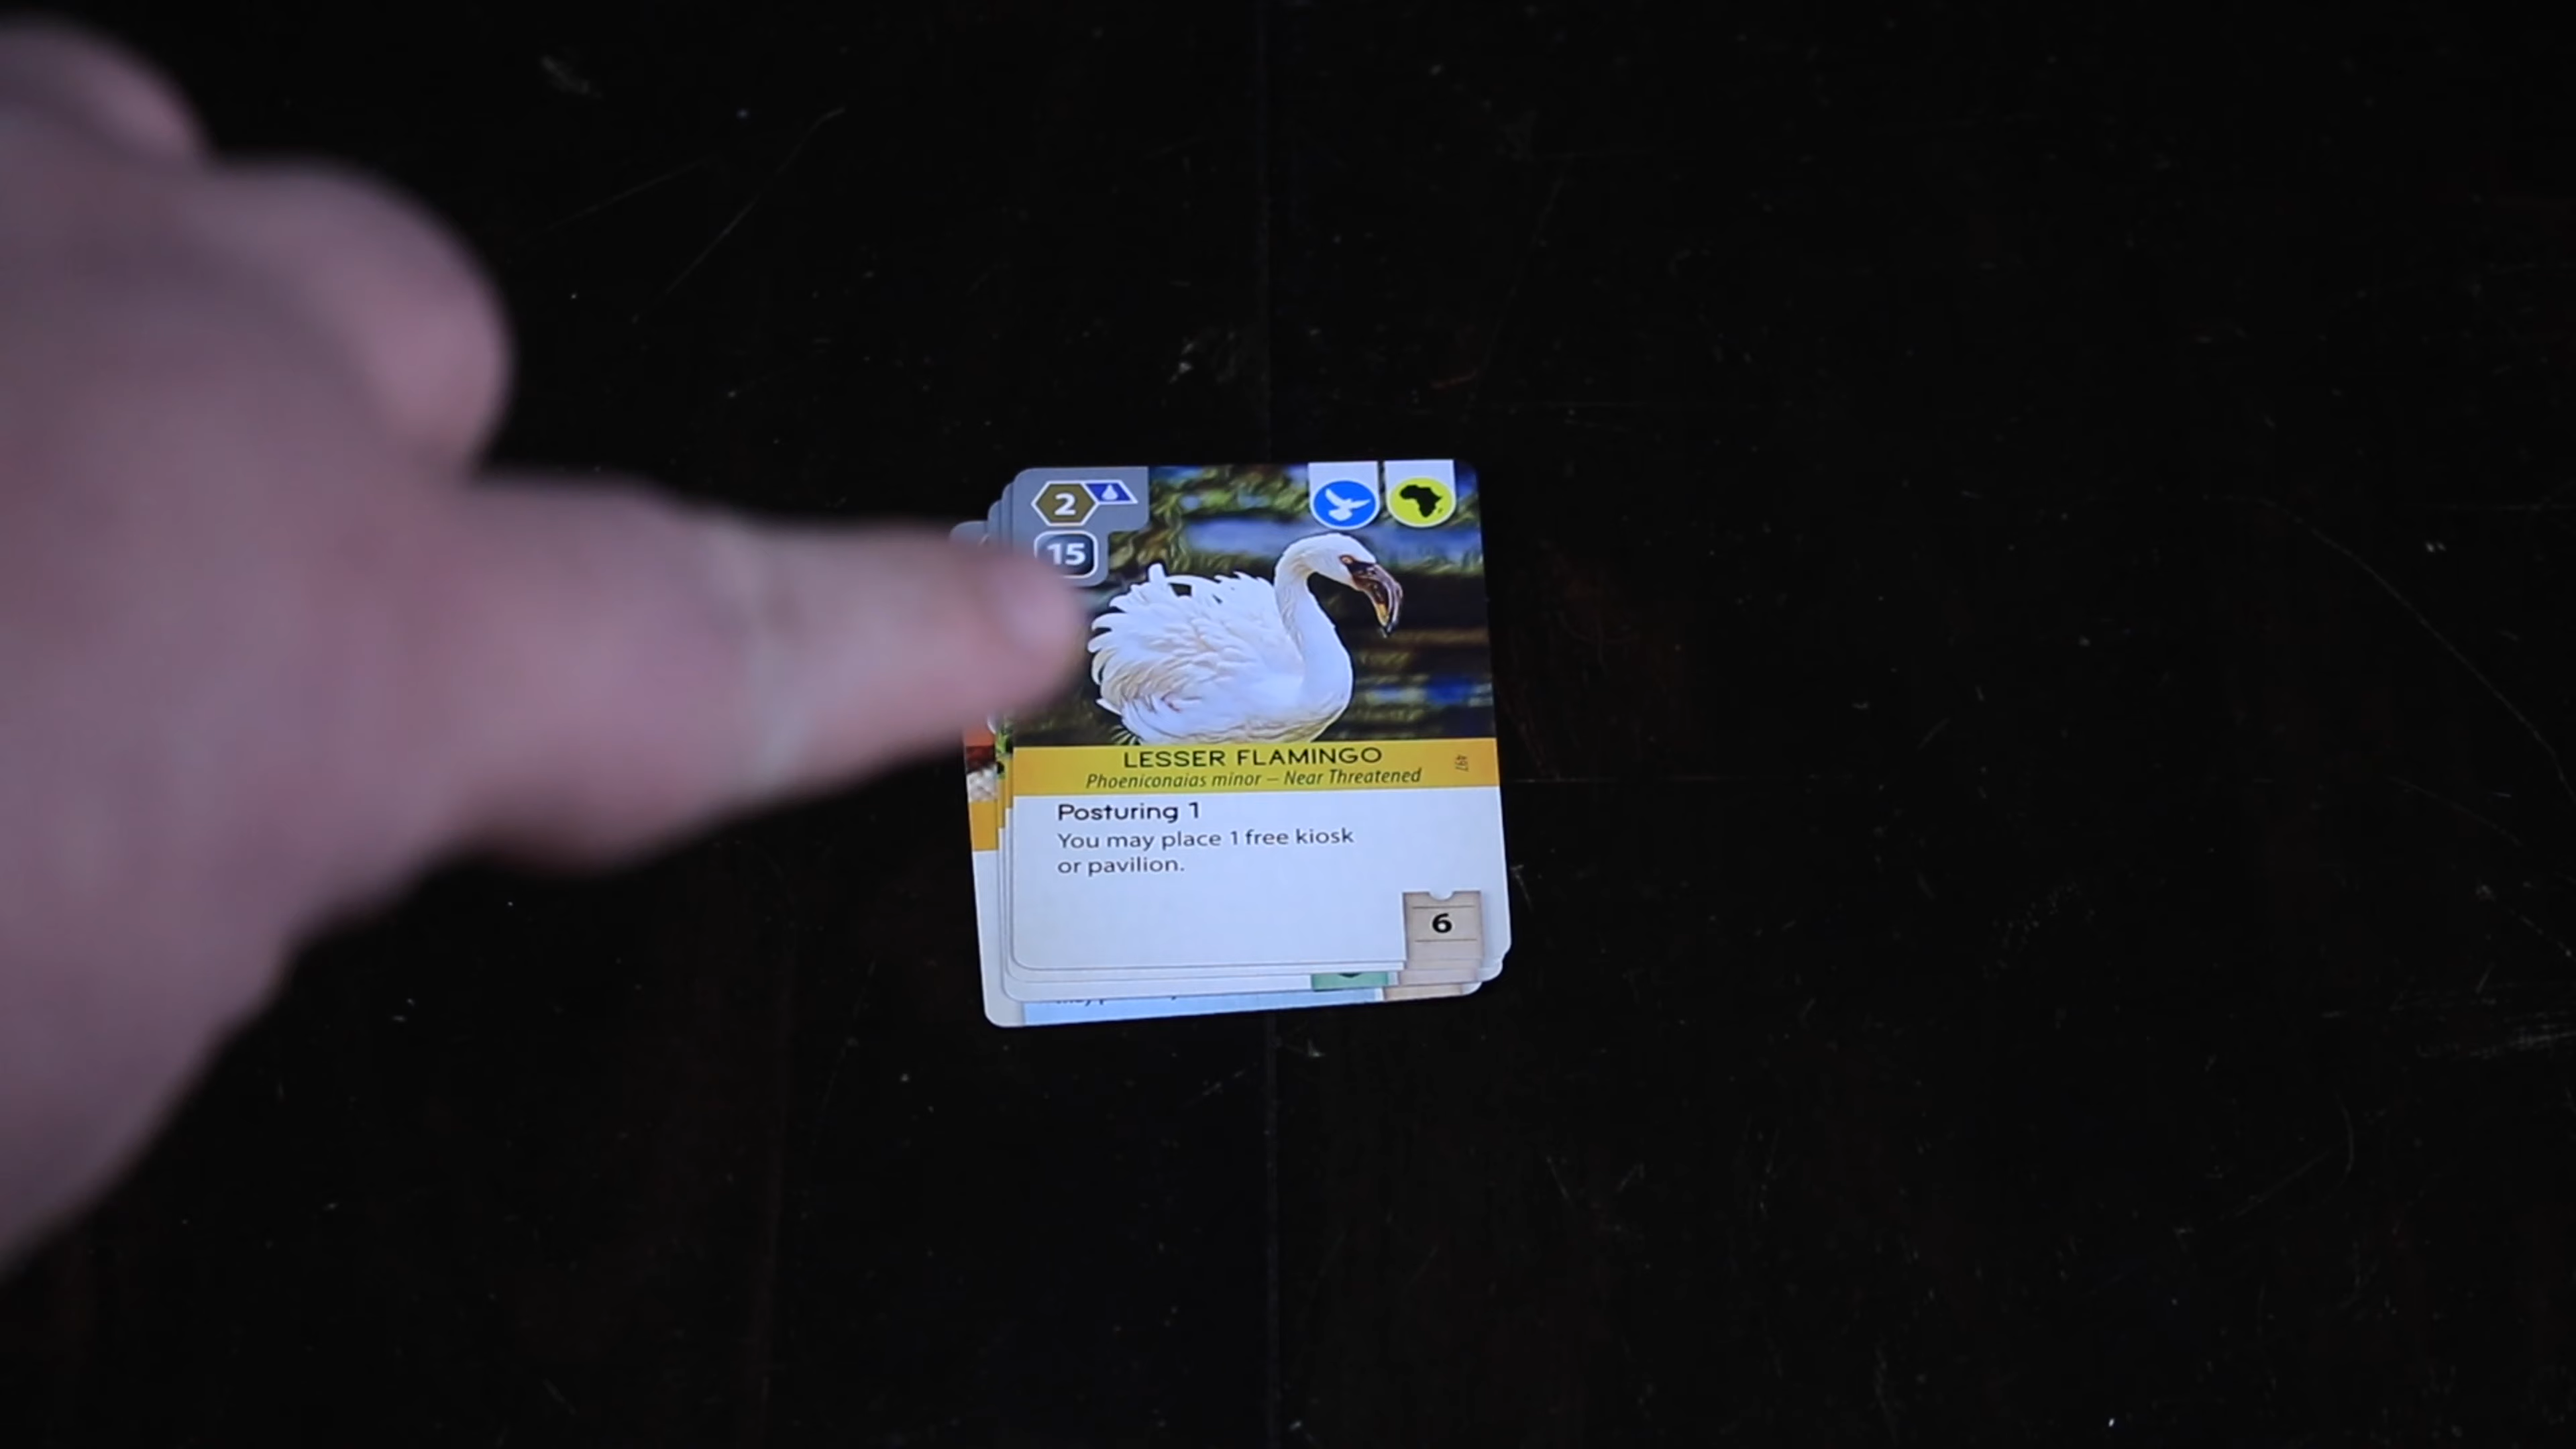 2
15
LESSER FLAMINGO
Phoeniconaias minor – Near Threatened
497
Posturing 1
You may place 1 free kiosk
or pavilion.
6